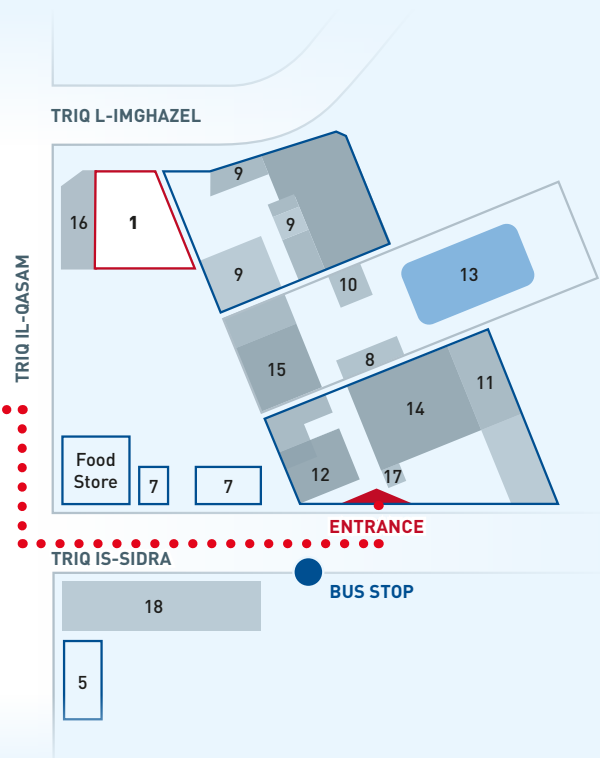 TRIQ L-IMGHAZEL
9
16
1
9
9
10
13
TRIQ IL-QASAM
15
8
11
14
Food
Store
7
7
12
17
ENTRANCE
TRIQ IS-SIDRA
BUS STOP
18
5